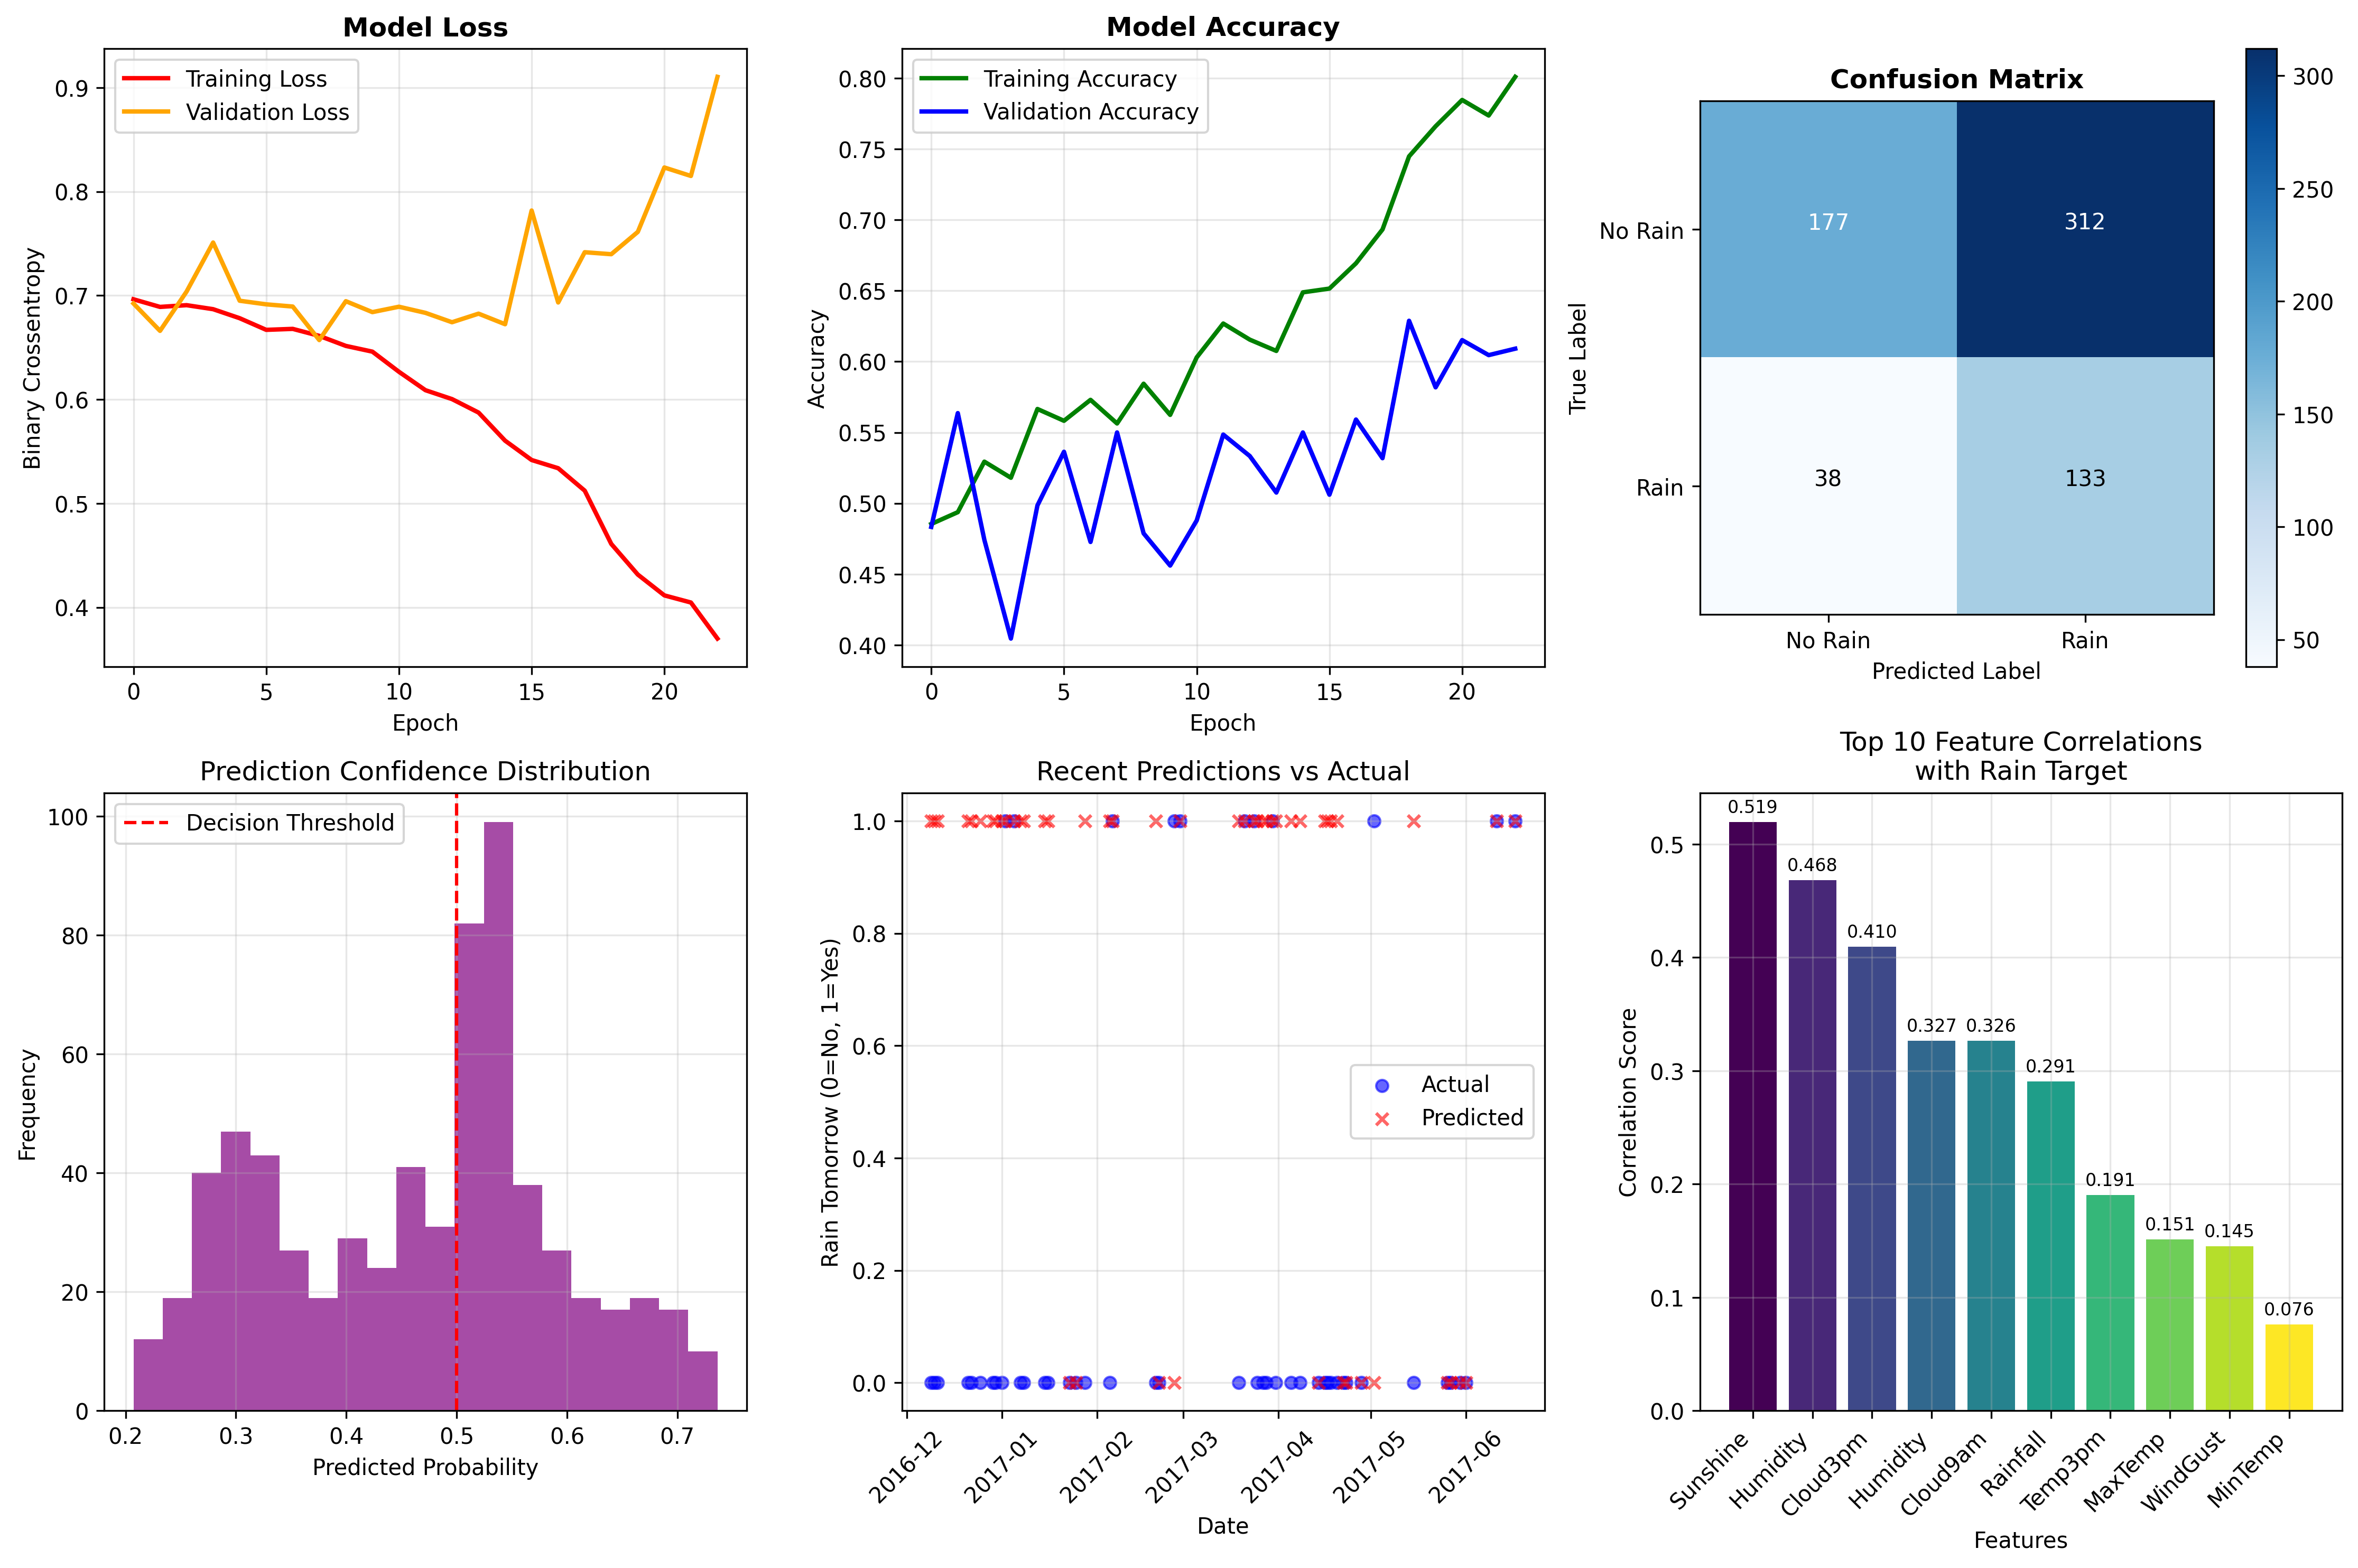 Model Loss
Training Loss
Validation Loss
0.9
0.8
0.7
0.6
0.5
0.4
Binary Crossentropy
0
5
10
15
20
Epoch
Model Accuracy
Training Accuracy
Validation Accuracy
0.80
0.75
0.70
0.65
0.60
0.55
0.50
0.45
0.40
Accuracy
0
5
10
15
20
Epoch
Confusion Matrix
True Label
No Rain
Rain
177
312
38
133
No Rain
Rain
Predicted Label
300
250
200
150
100
50
Prediction Confidence Distribution
Decision Threshold
100
80
60
40
20
0
Frequency
0.2
0.3
0.4
0.5
0.6
0.7
Predicted Probability
Recent Predictions vs Actual
1.0
0.8
0.6
0.4
0.2
0.0
Rain Tomorrow (0=No, 1=Yes)
Actual
Predicted
2016-12
2017-01
2017-02
2017-03
2017-04
2017-05
2017-06
Date
Top 10 Feature Correlations
with Rain Target
0.5
0.4
0.3
0.2
0.1
0.0
Correlation Score
0.519
0.468
0.410
0.327
0.326
0.291
0.191
0.151
0.145
0.076
Sunshine
Humidity
Cloud3pm
Humidity
Cloud9am
Rainfall
Temp3pm
MaxTemp
WindGust
MinTemp
Features